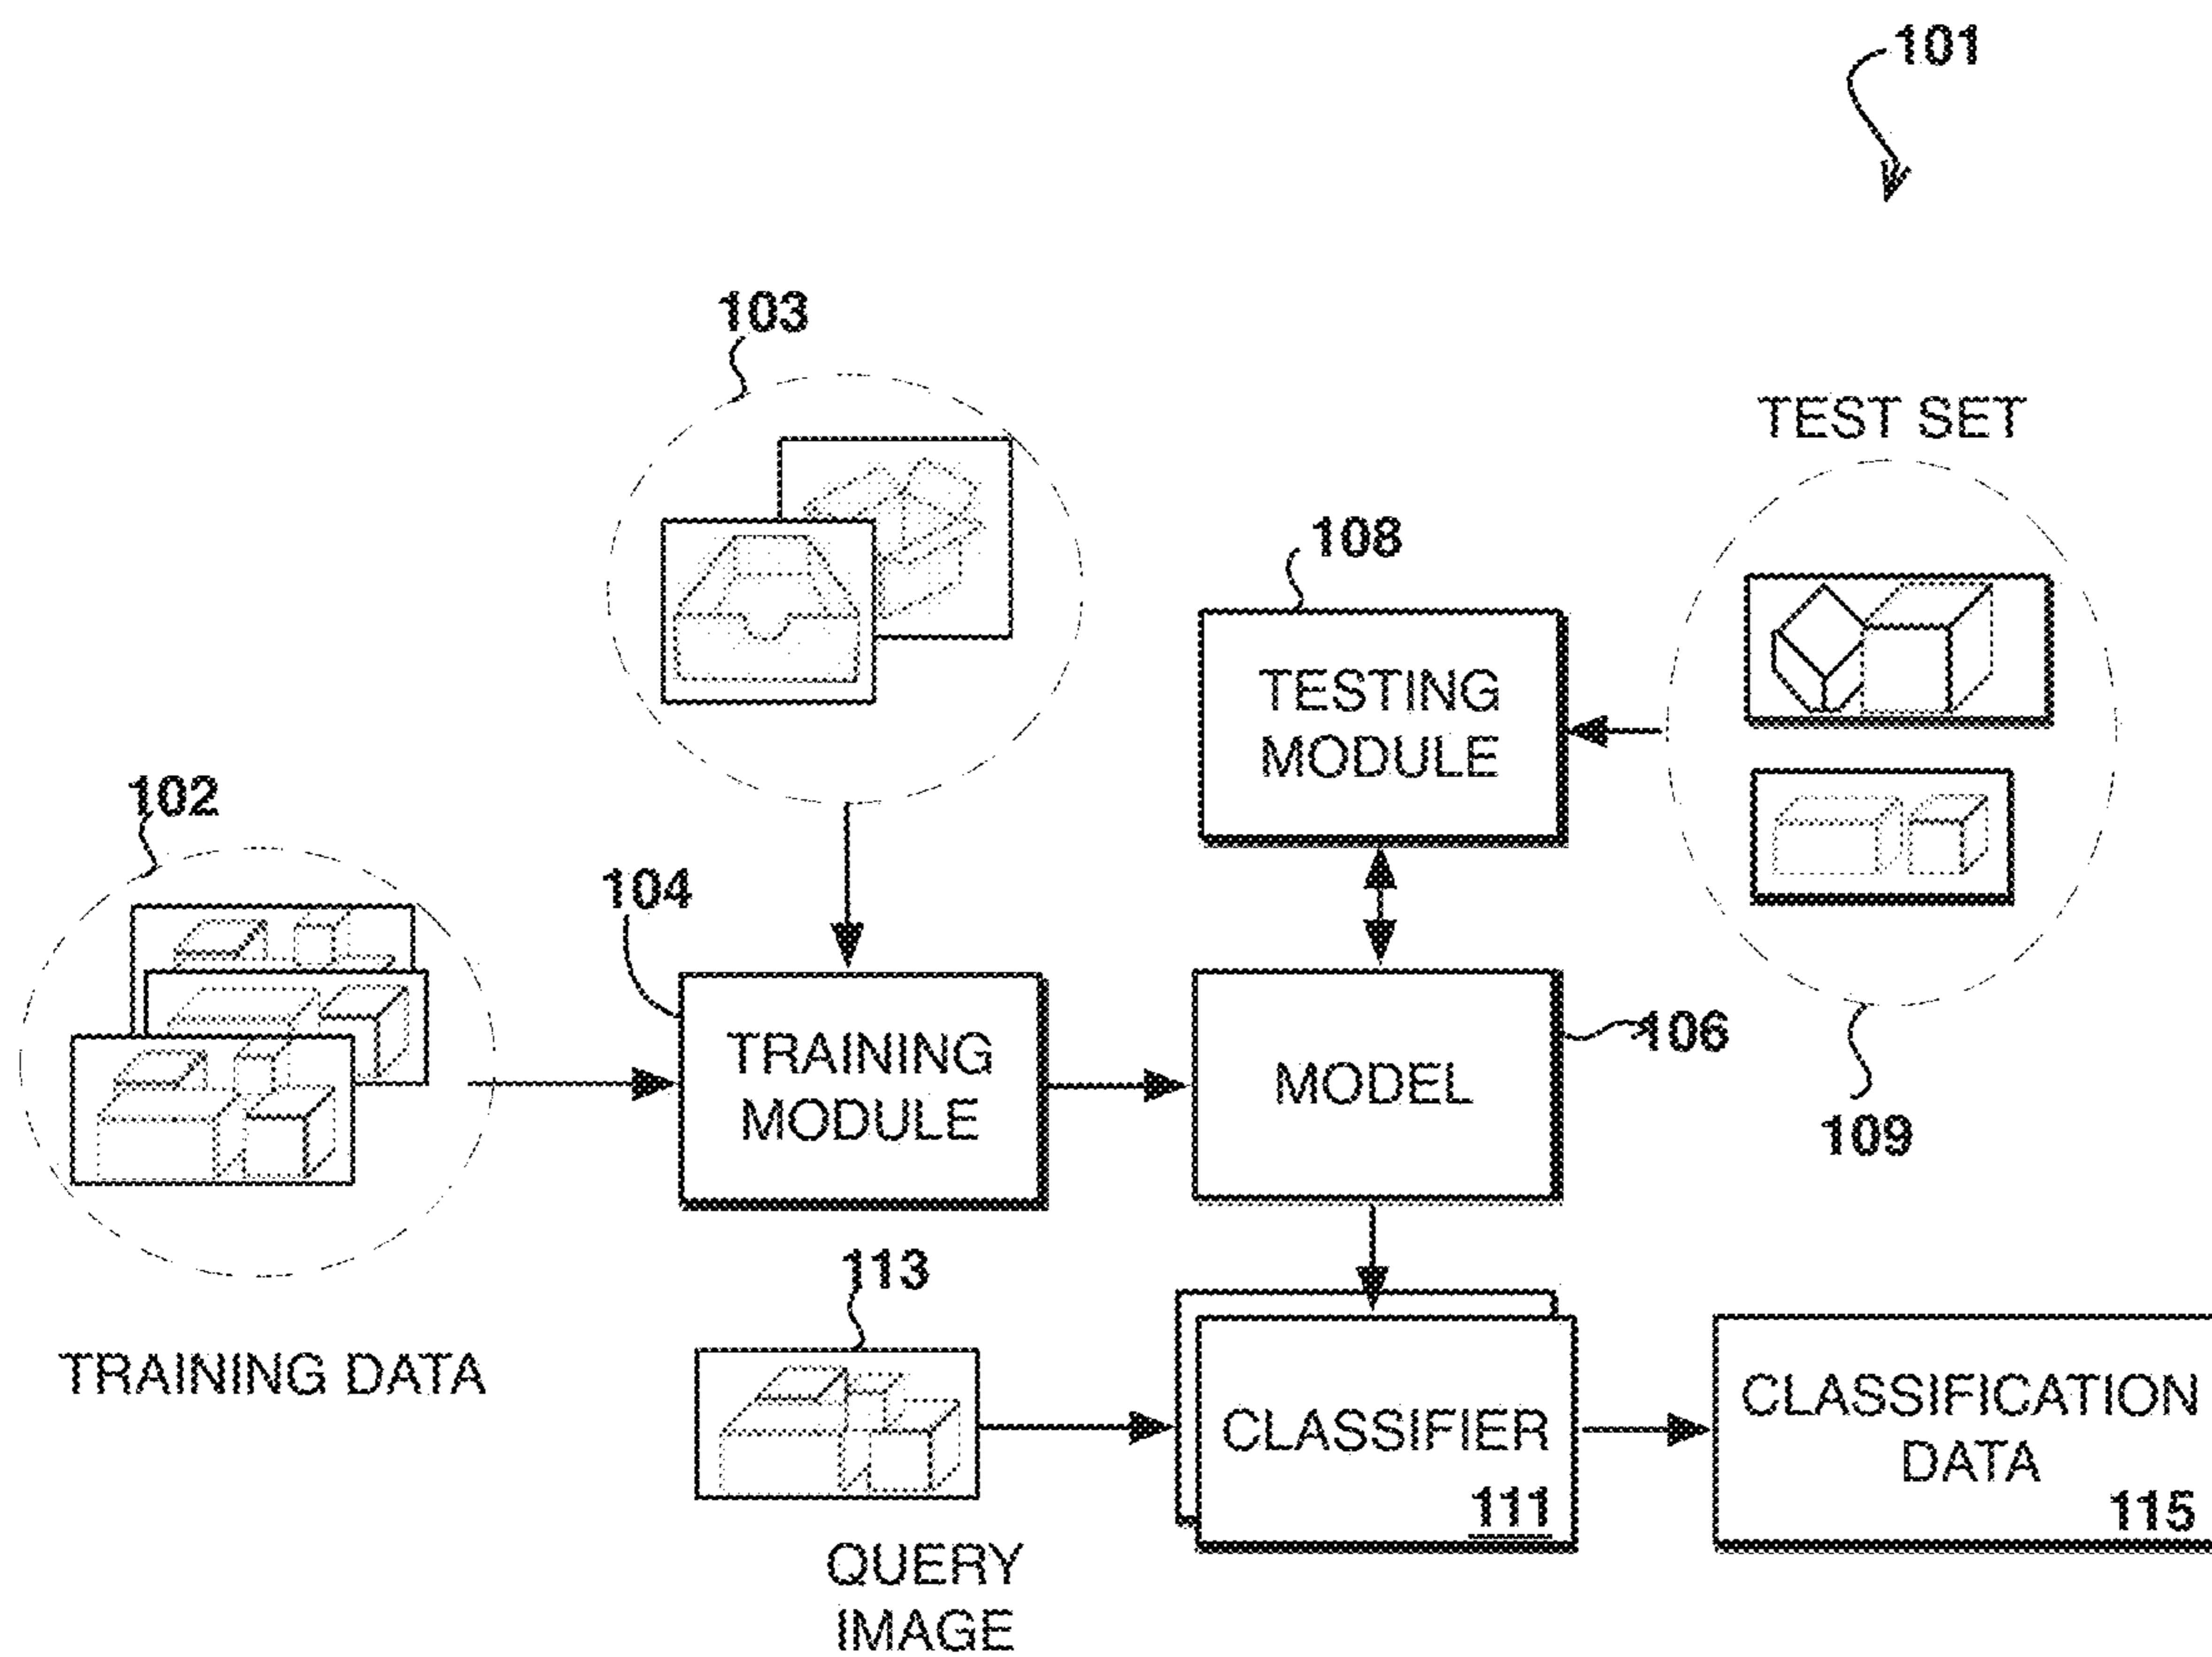 101
103
TEST SET
108
TESTING
MODULE
102
104
TRAINING
MODULE
MODEL
106
109
113
TRAINING DATA
CLASSIFIER
111
CLASSIFICATION
DATA
115
QUERY
IMAGE